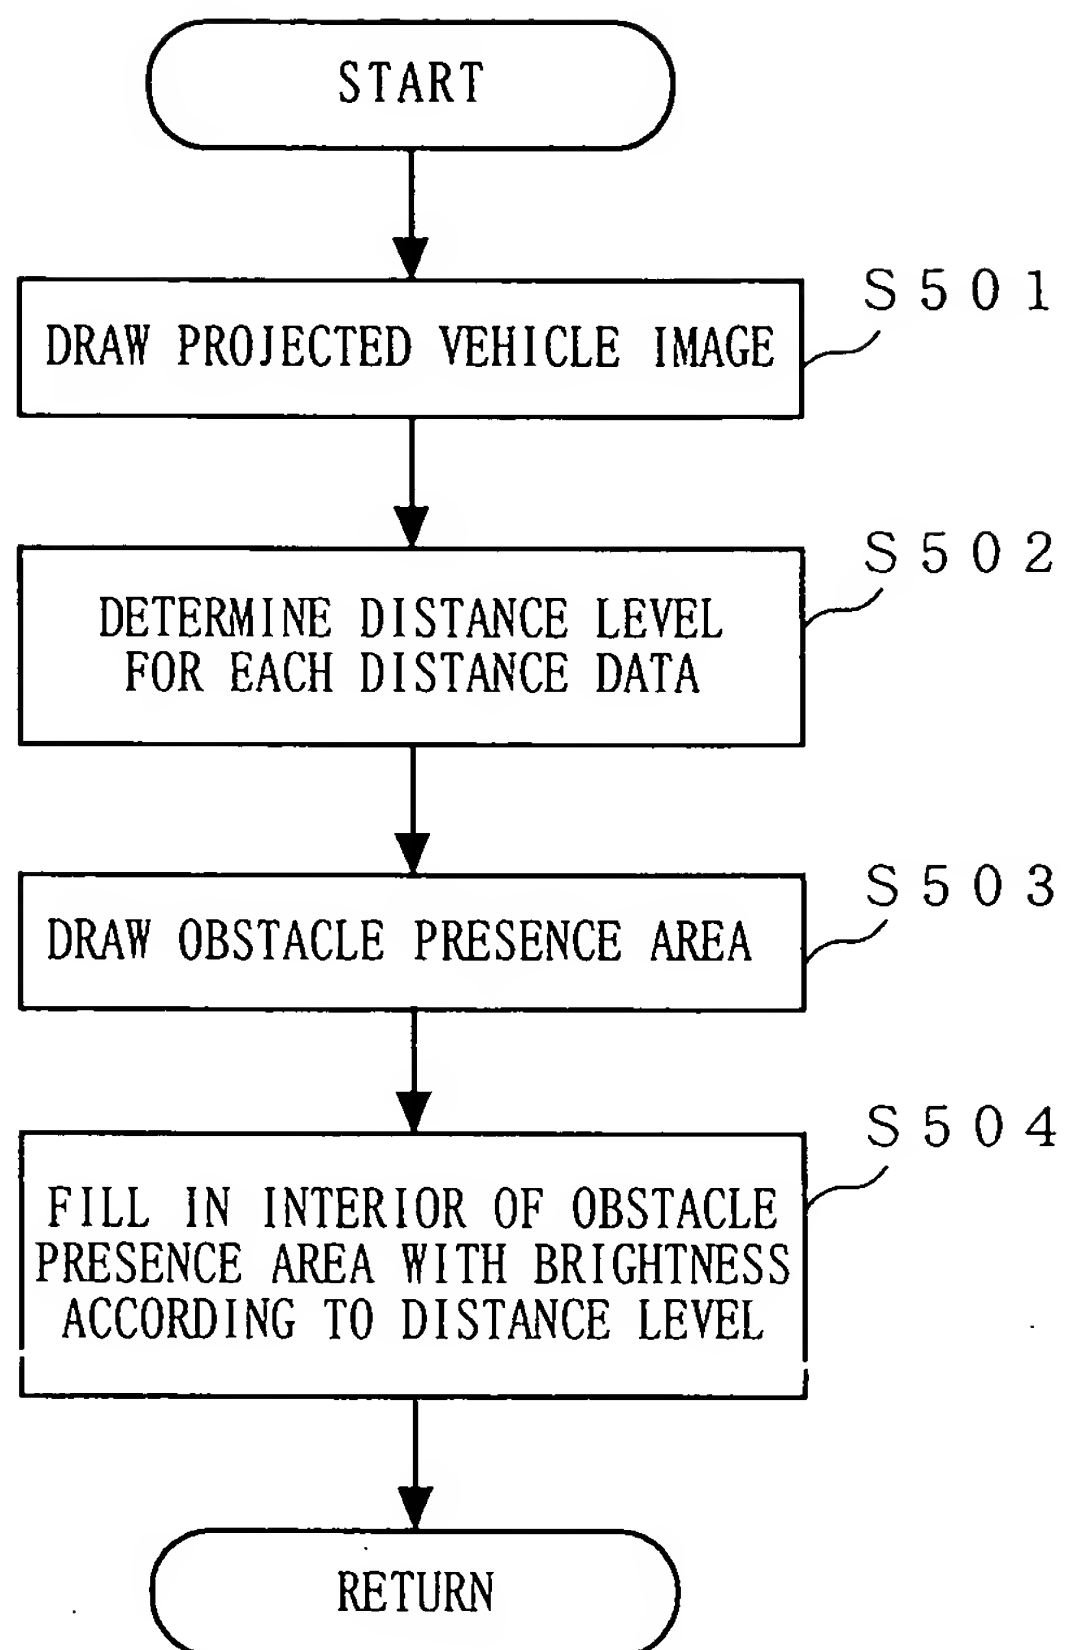 START
S501
DRAW PROJECTED VEHICLE IMAGE
S502
DETERMINE DISTANCE LEVEL
FOR EACH DISTANCE DATA
S503
DRAW OBSTACLE PRESENCE AREA
S504
FILL IN INTERIOR OF OBSTACLE
PRESENCE AREA WITH BRIGHTNESS
ACCORDING TO DISTANCE LEVEL
RETURN